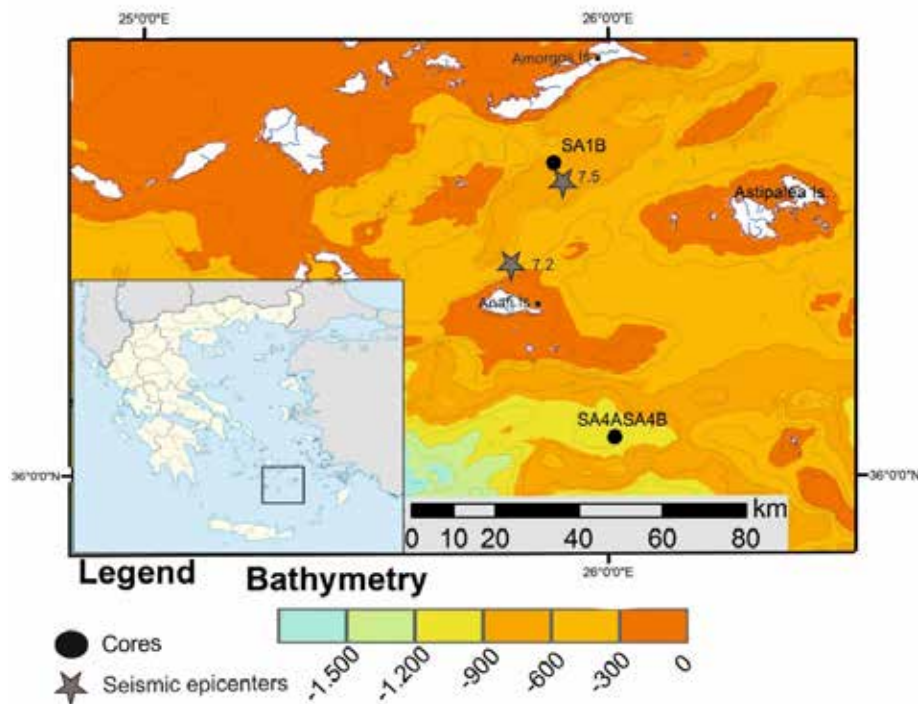 25°0'0"E 26°0'0"E
Amorgos Is.
SA1B
7.5
Astipalea Is.
7.2
Anafi Is.
SA4ASA4B
36°0'0"N 36°0'0"N
km
0 10 20 40 60 80
26°0'0"E
Legend Bathymetry
Cores
Seismic epicenters
-1.500 -1.200 -900 -600 -300 0